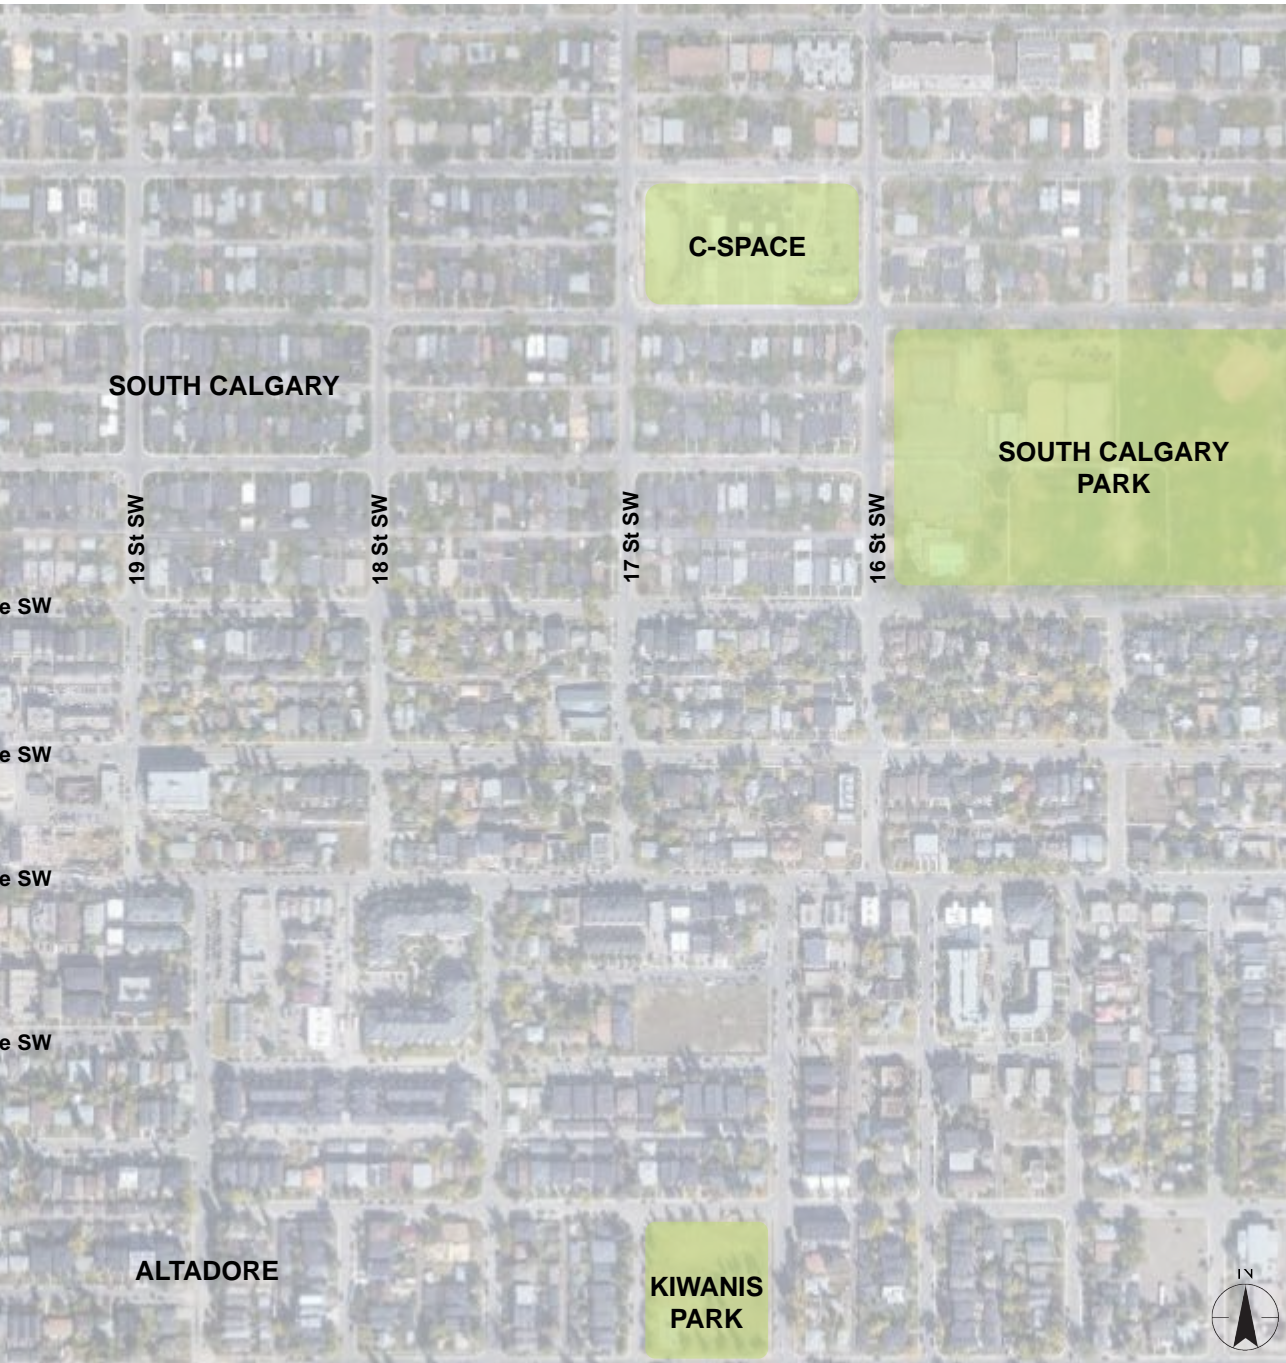 C-SPACE
SOUTH CALGARY
SOUTH CALGARY
PARK
19 St SW
18 St SW
17 St SW
16 St SW
e SW
e SW
e SW
e SW
ALTADORE
KIWANIS
PARK
N